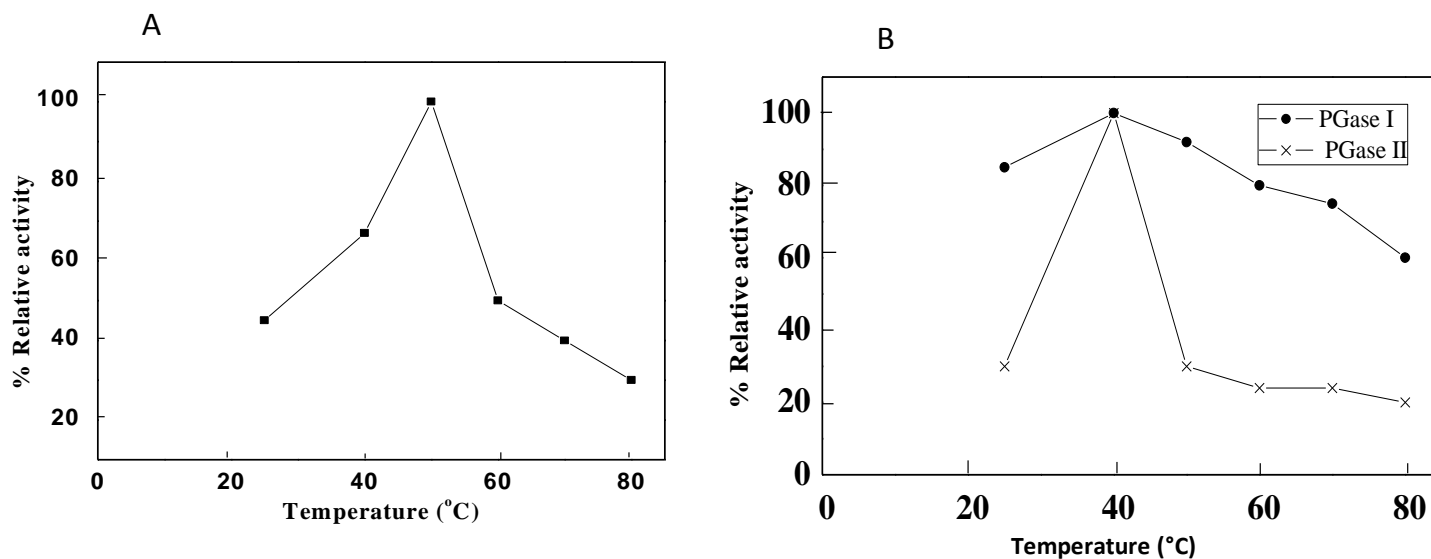 A
100
80
60
40
20
0 20 40 60 80
% Relative activity
Temperature (°C)
B
100
80
60
40
20
0
0 20 40 60 80
% Relative activity
Temperature (°C)
PGase I
PGase II